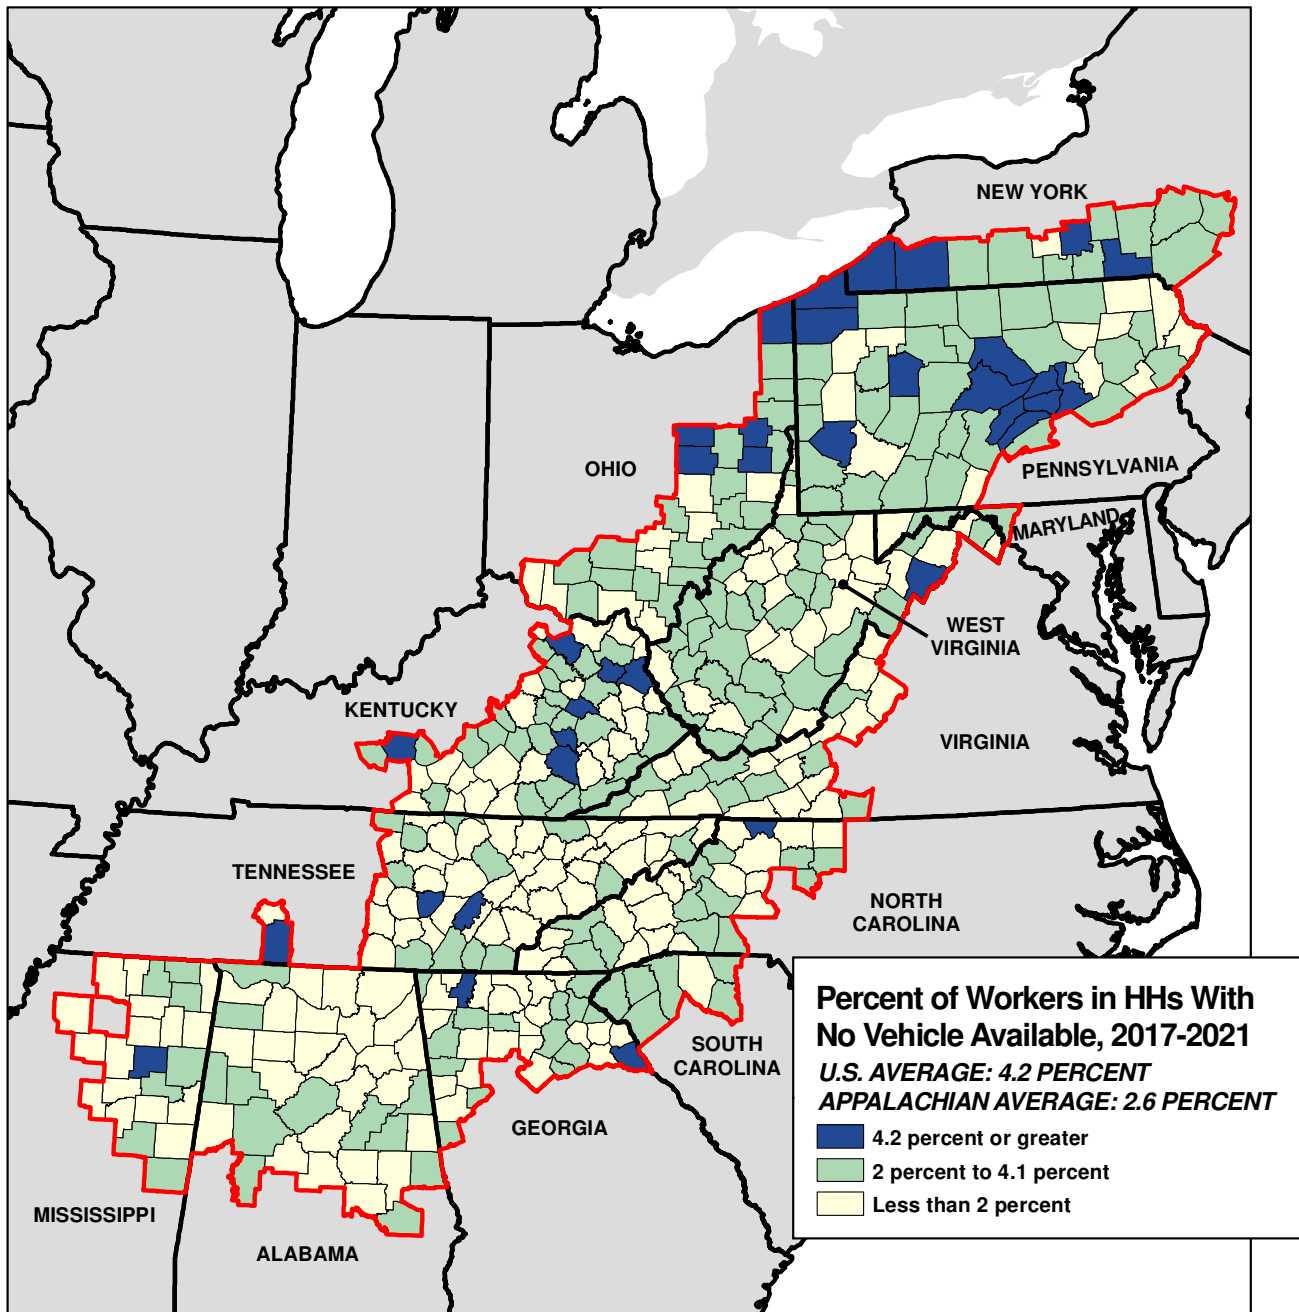 NEW YORK
OHIO
PENNSYLVANIA
MARYLAND
WEST
VIRGINIA
KENTUCKY
VIRGINIA
TENNESSEE
NORTH
CAROLINA
SOUTH
CAROLINA
GEORGIA
MISSISSIPPI
ALABAMA
Percent of Workers in HHs With
No Vehicle Available, 2017-2021
U.S. AVERAGE: 4.2 PERCENT
APPALACHIAN AVERAGE: 2.6 PERCENT
4.2 percent or greater
2 percent to 4.1 percent
Less than 2 percent